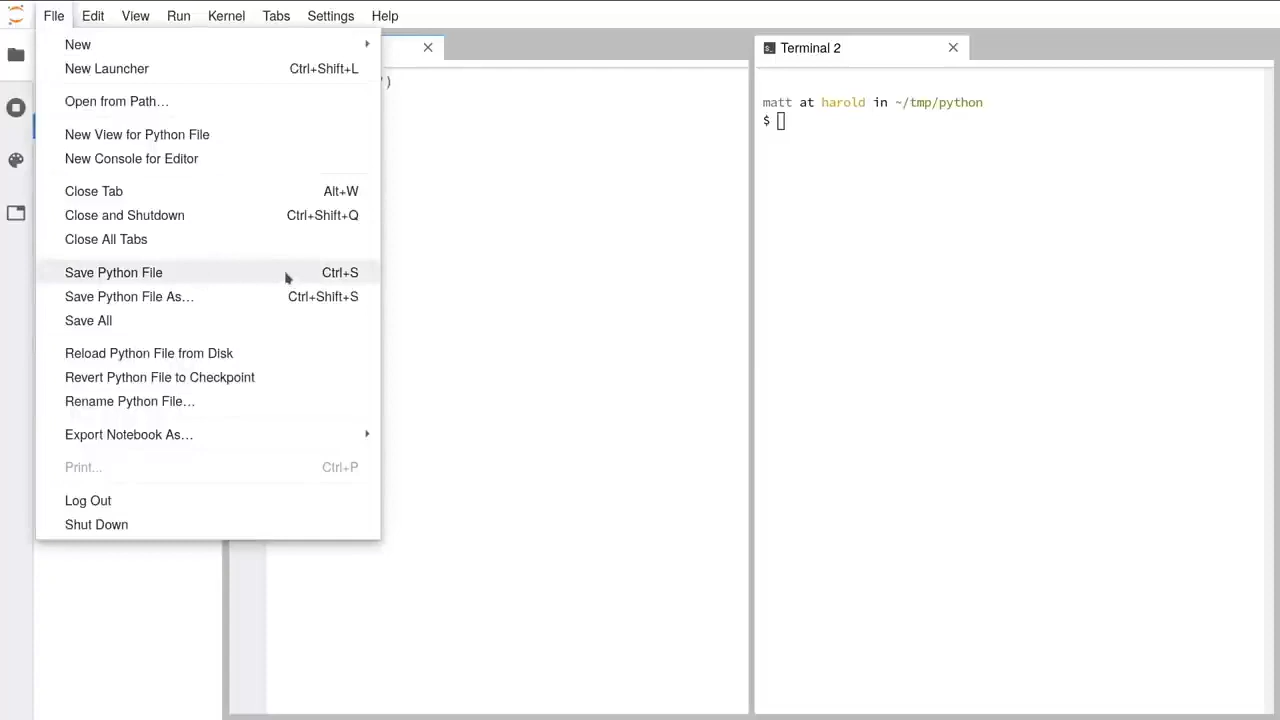 File Edit View Run Kernel Tabs Settings Help
New
New Launcher Ctrl+Shift+L
Open from Path…
New View for Python File
New Console for Editor
Close Tab Alt+W
Close and Shutdown Ctrl+Shift+Q
Close All Tabs
Save Python File Ctrl+S
Save Python File As… Ctrl+Shift+S
Save All
Reload Python File from Disk
Revert Python File to Checkpoint
Rename Python File…
Export Notebook As…
Print... Ctrl+P
Log Out
Shut Down
")
Terminal 2
matt at harold in ~/tmp/python
$